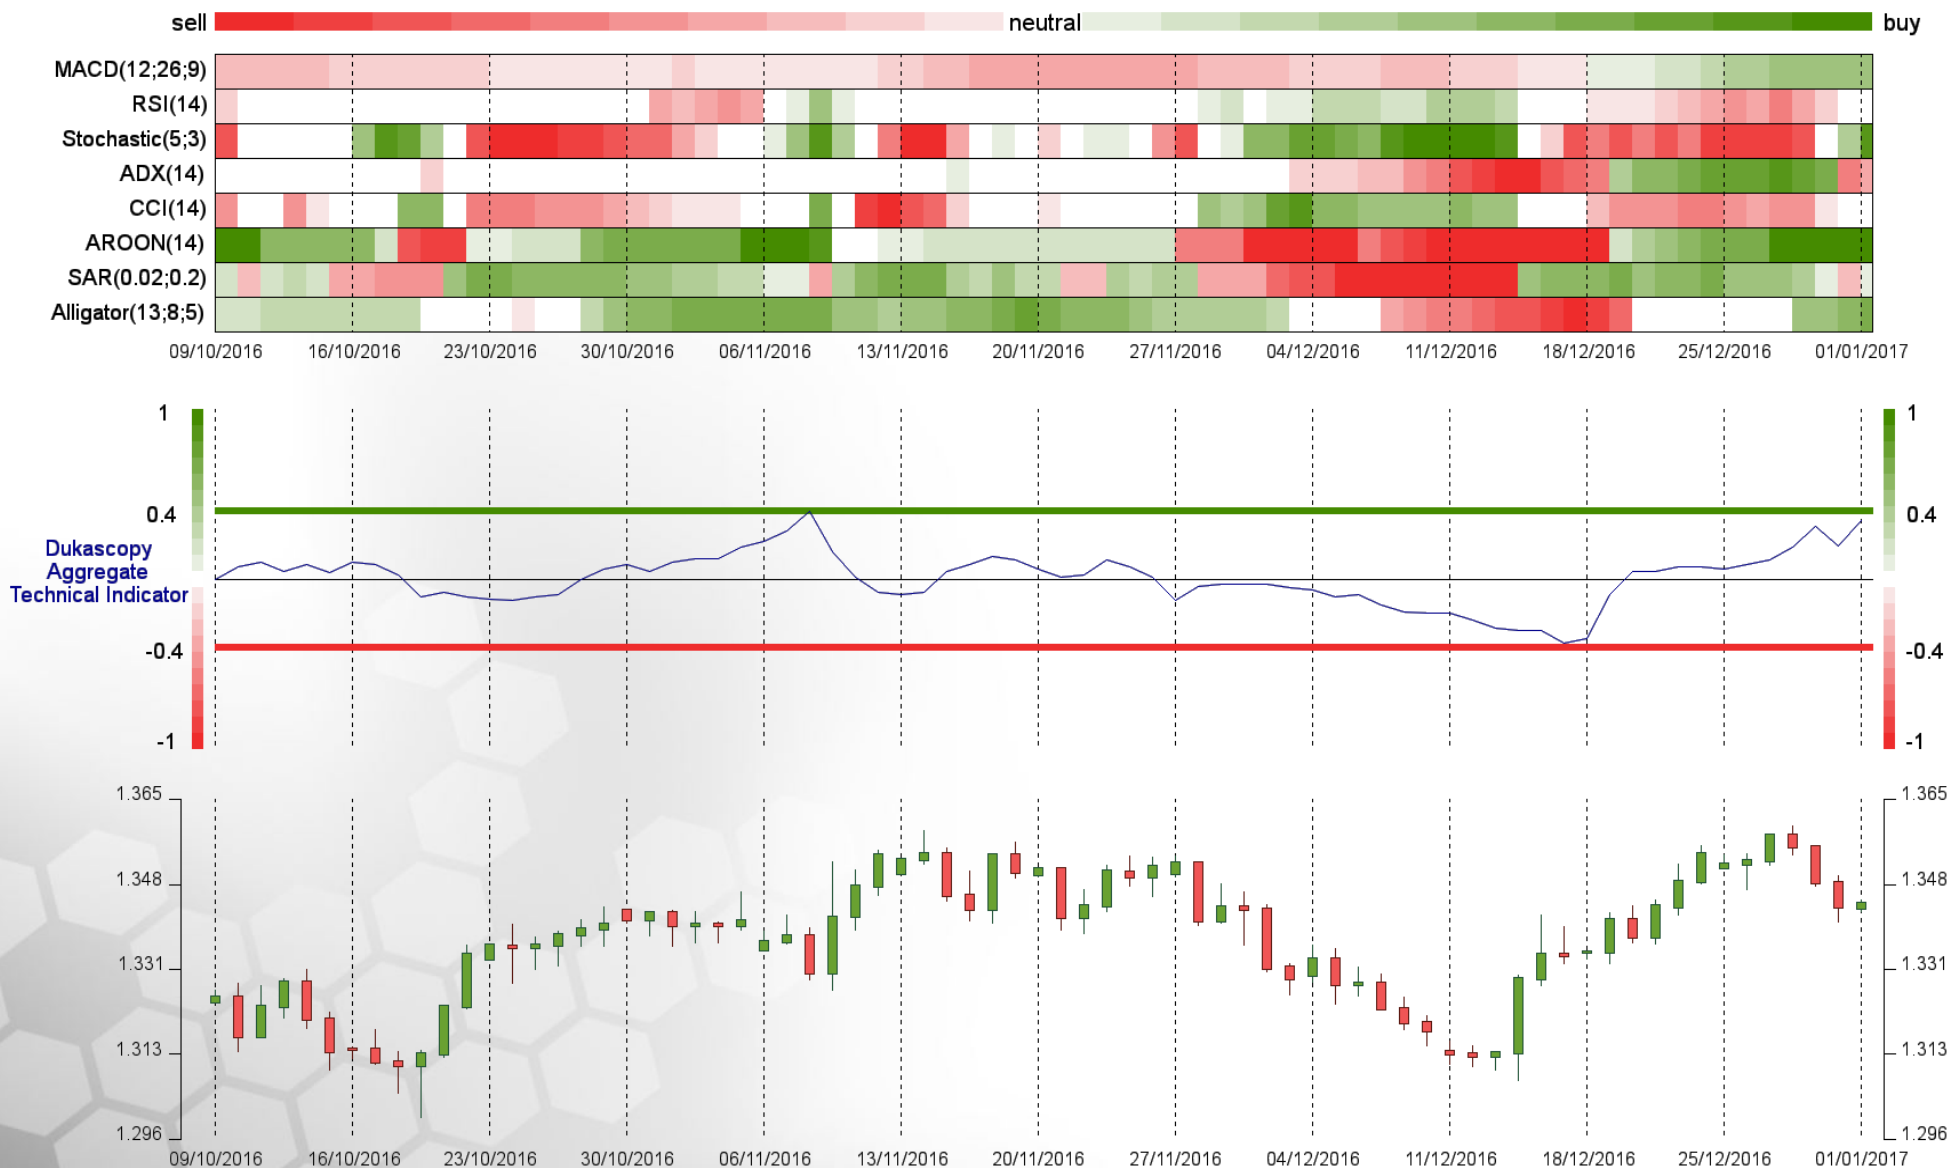 sell neutral buy
MACD(12;26;9)
RSI(14)
Stochastic(5;3)
ADX(14)
CCI(14)
AROON(14)
SAR(0.02;0.2)
Alligator(13;8;5)
09/10/2016 16/10/2016 23/10/2016 30/10/2016 06/11/2016 13/11/2016 20/11/2016 27/11/2016 04/12/2016 11/12/2016 18/12/2016 25/12/2016 01/01/2017
1 1
0.4 0.4
Dukascopy
Aggregate
Technical Indicator
-0.4 -0.4
-1 -1
1.365 1.365
1.348 1.348
1.331 1.331
1.313 1.313
1.296 1.296
09/10/2016 16/10/2016 23/10/2016 30/10/2016 06/11/2016 13/11/2016 20/11/2016 27/11/2016 04/12/2016 11/12/2016 18/12/2016 25/12/2016 01/01/2017